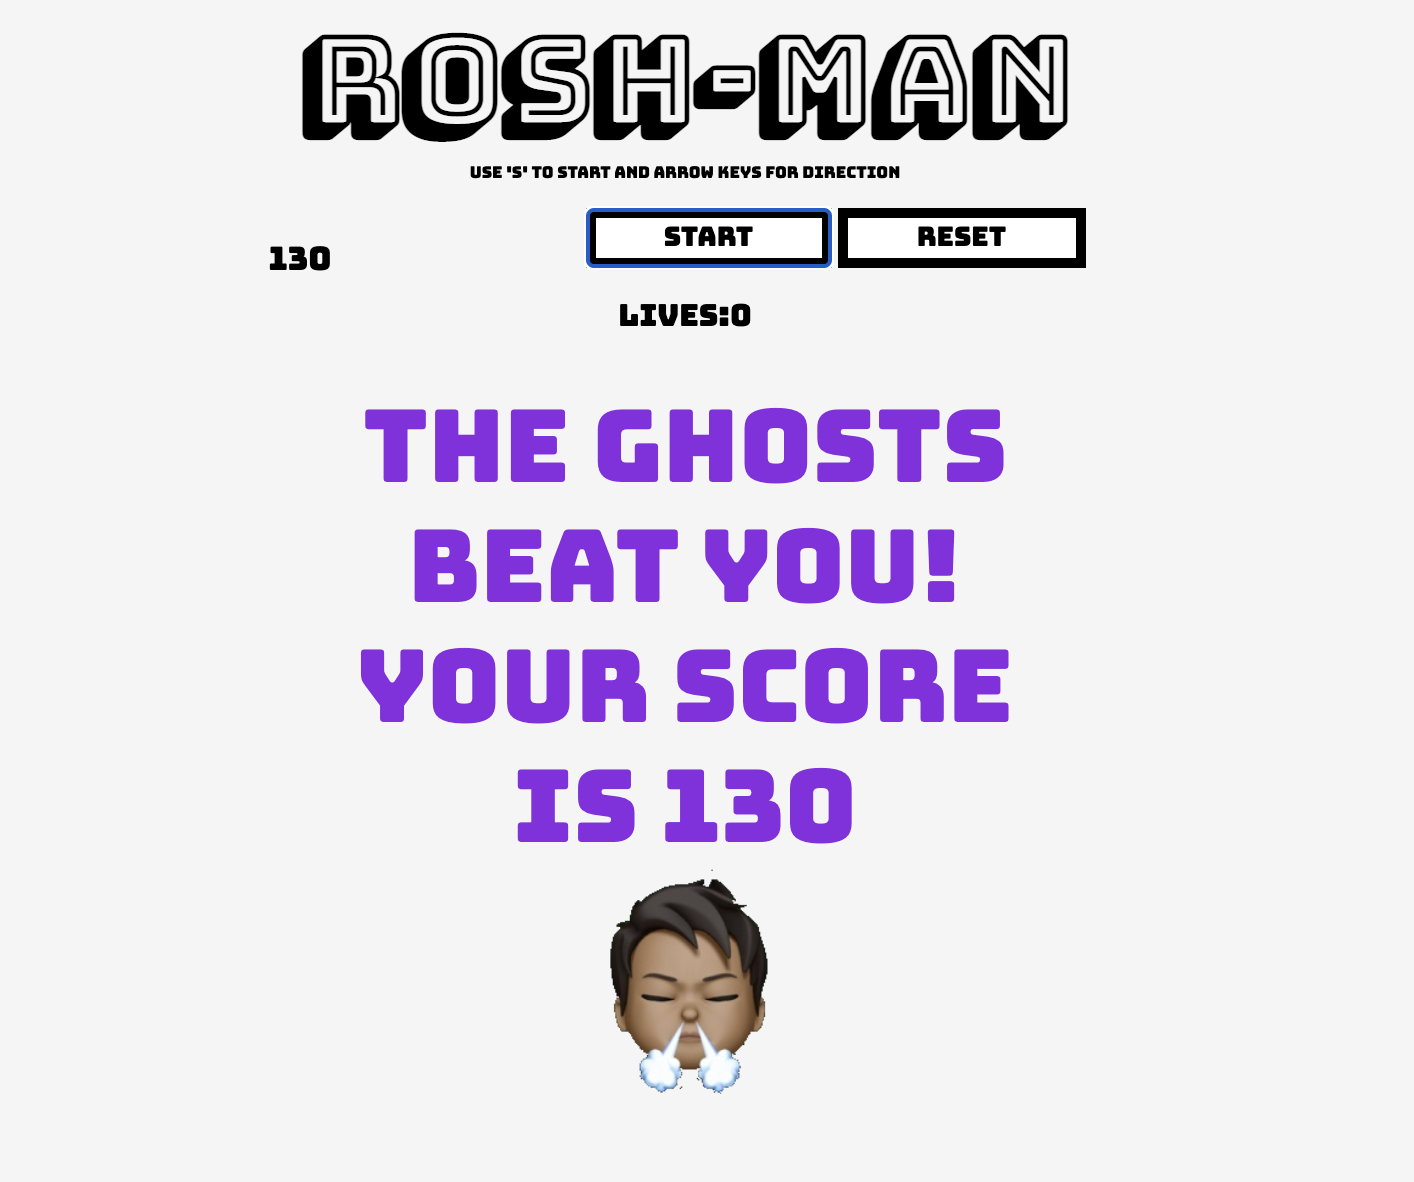 ROSH-MAN
USE 'S' TO START AND ARROW KEYS FOR DIRECTION
START
RESET
130
LIVES:0
THE GHOSTS
BEAT YOU!
YOUR SCORE
IS 130